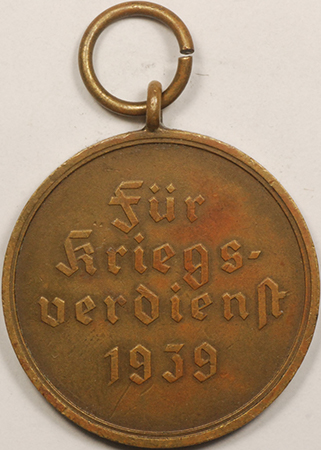 Für
Kriegs-
verdienst
1939